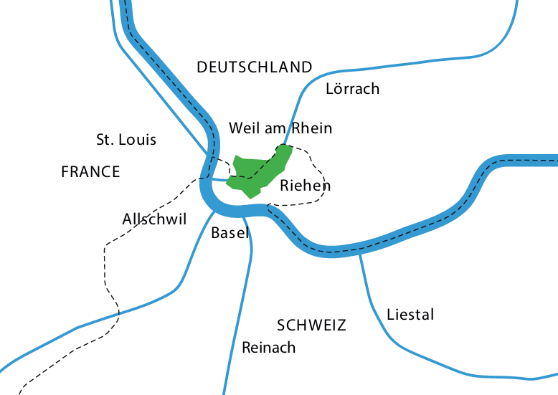 DEUTSCHLAND
Lörrach
Weil am Rhein
St. Louis
FRANCE
Riehen
Allschwil
Basel
Liestal
SCHWEIZ
Reinach